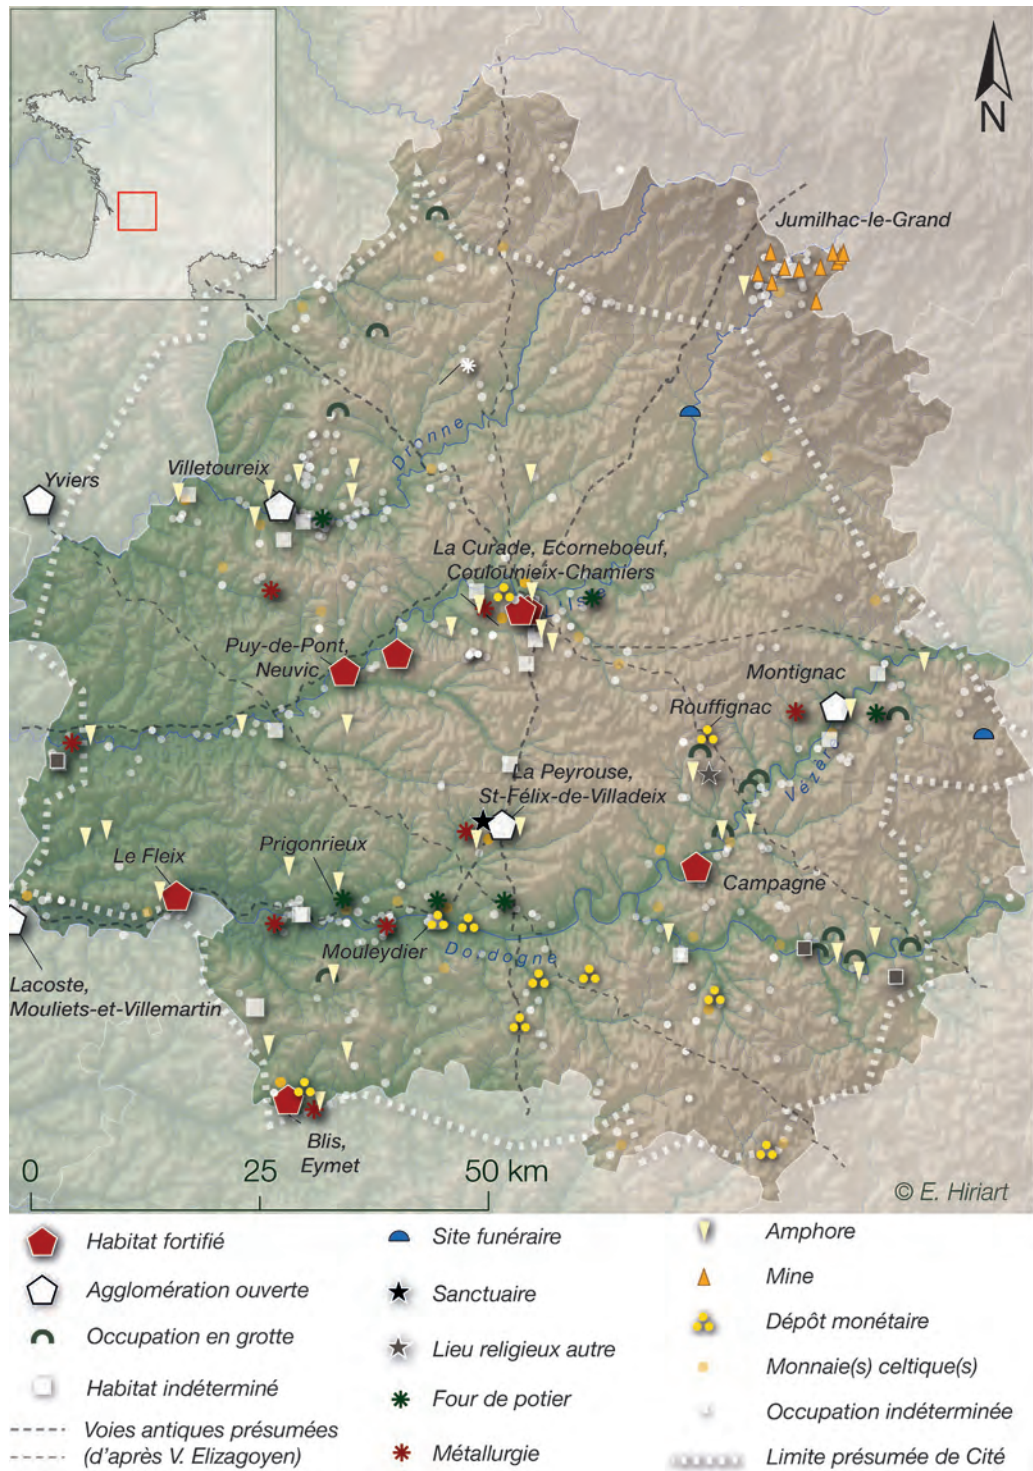 N
Jumilhac-le-Grand
Dronne
Yviers
Villetoureix
La Curade, Ecorneboeuf,
Coulounieix-Chamiers
Isle
Puy-de-Pont,
Neuvic
Montignac
Rouffignac
Vézère
La Peyrouse,
St-Félix-de-Villadeix
Prigonrieux
Le Fleix
Campagne
Mouleydier
Dordogne
Lacoste,
Mouliets-et-Villemartin
Blis,
Eymet
0 25 50 km
© E. Hiriart
Habitat fortifié
Agglomération ouverte
Occupation en grotte
Habitat indéterminé
Voies antiques présumées
(d'après V. Elizagoyen)
Site funéraire
Sanctuaire
Lieu religieux autre
Four de potier
Métallurgie
Amphore
Mine
Dépôt monétaire
Monnaie(s) celtique(s)
Occupation indéterminée
Limite présumée de Cité